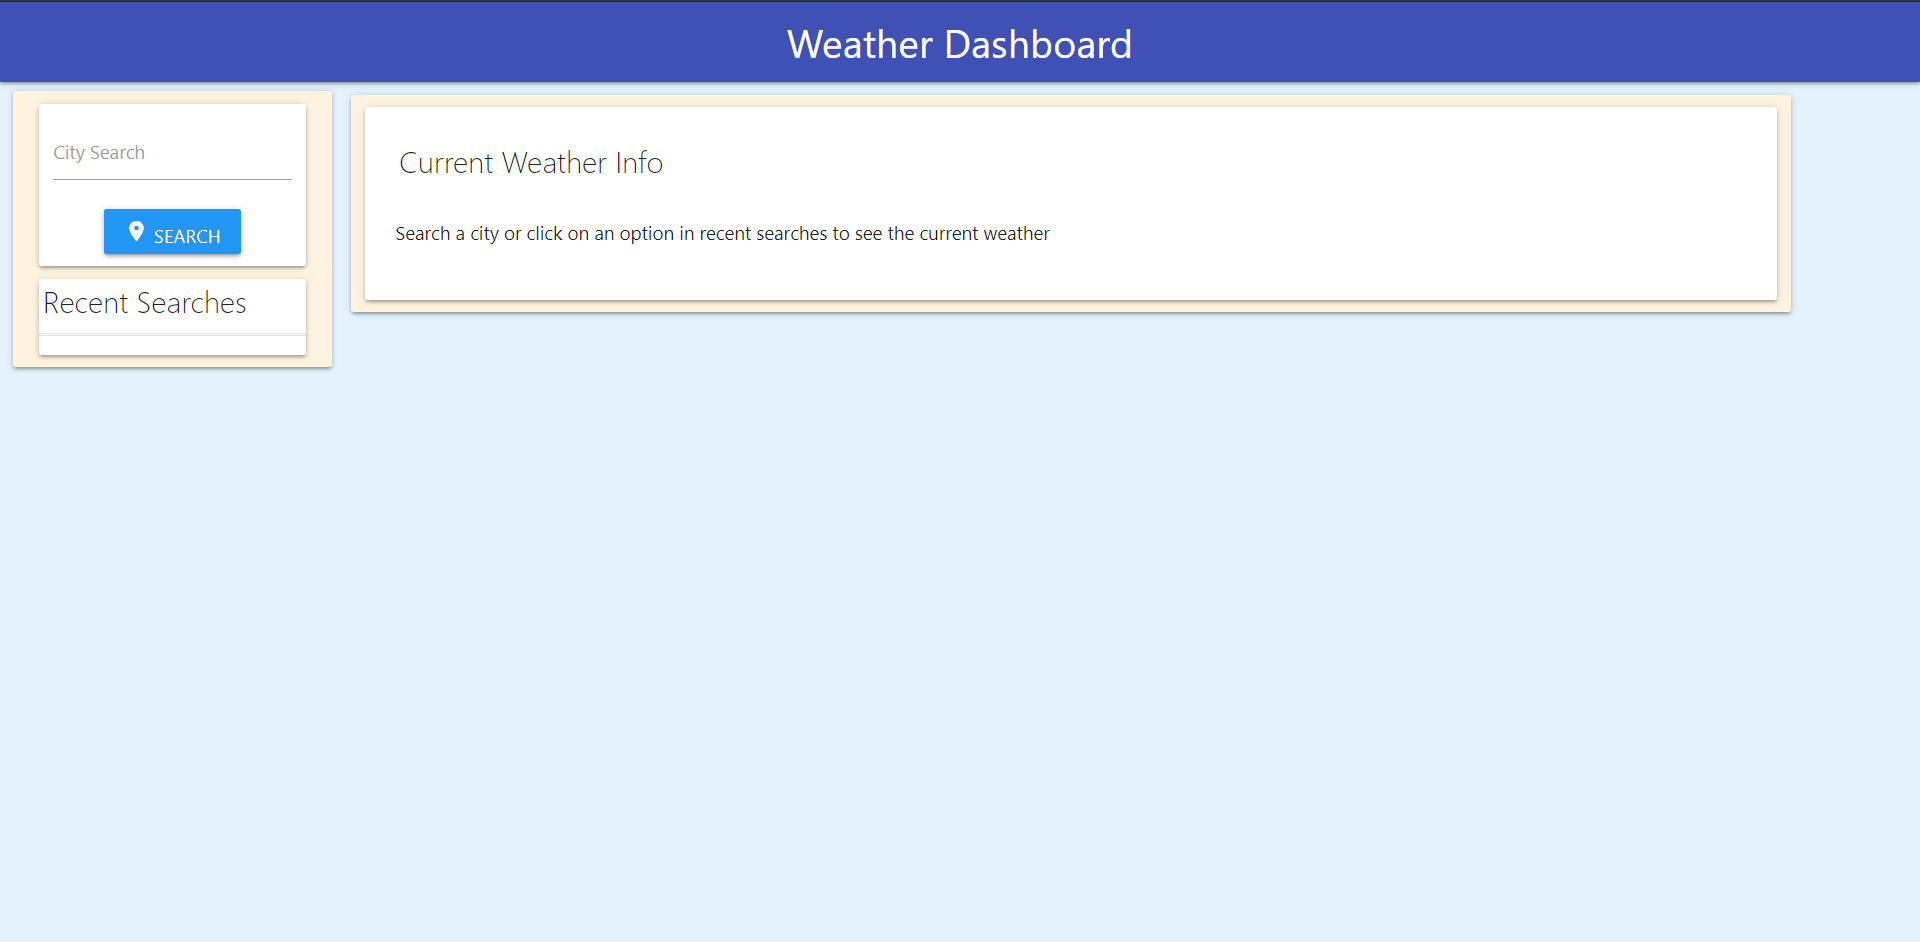 Weather Dashboard
City Search
SEARCH
Recent Searches
Current Weather Info
Search a city or click on an option in recent searches to see the current weather